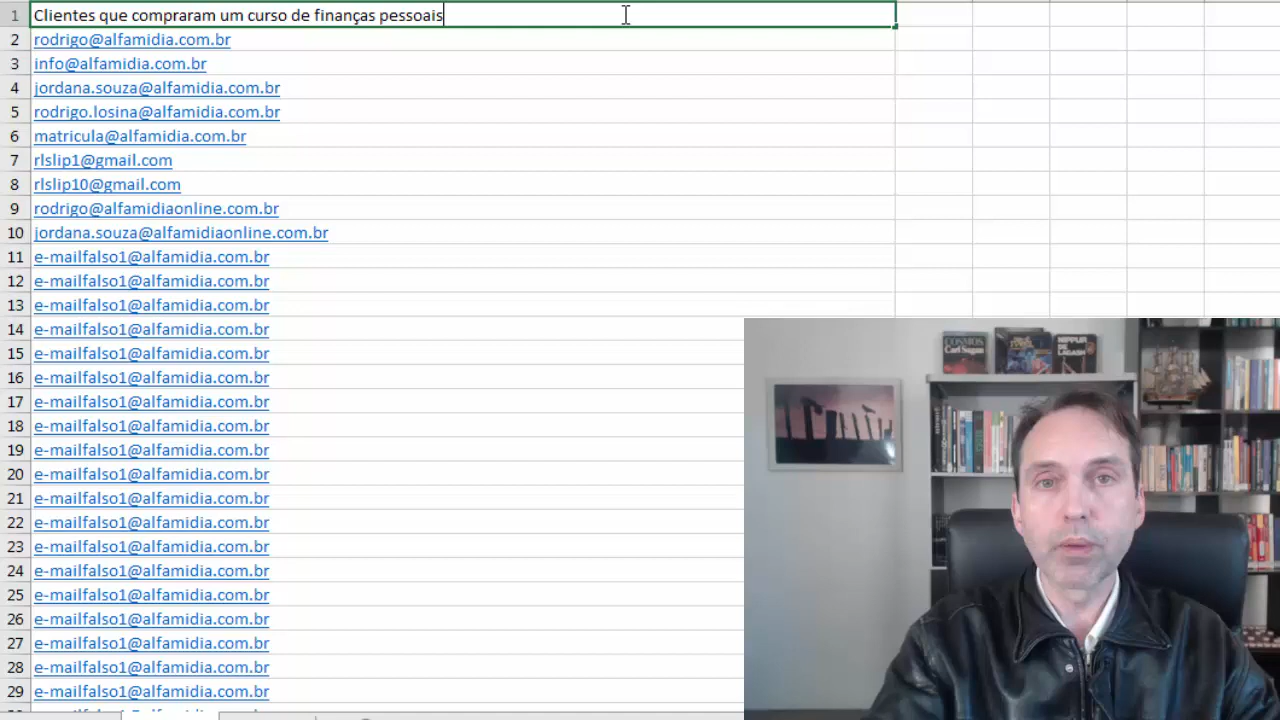 1 Clientes que compraram um curso de finanças pessoais
2 rodrigo@alfamidia.com.br
3 info@alfamidia.com.br
4 jordana.souza@alfamidia.com.br
5 rodrigo.losina@alfamidia.com.br
6 matricula@alfamidia.com.br
7 rlslip1@gmail.com
8 rlslip10@gmail.com
9 rodrigo@alfamidiaonline.com.br
10 jordana.souza@alfamidiaonline.com.br
11 e-mailfalso1@alfamidia.com.br
12 e-mailfalso1@alfamidia.com.br
13 e-mailfalso1@alfamidia.com.br
14 e-mailfalso1@alfamidia.com.br
15 e-mailfalso1@alfamidia.com.br
16 e-mailfalso1@alfamidia.com.br
17 e-mailfalso1@alfamidia.com.br
18 e-mailfalso1@alfamidia.com.br
19 e-mailfalso1@alfamidia.com.br
20 e-mailfalso1@alfamidia.com.br
21 e-mailfalso1@alfamidia.com.br
22 e-mailfalso1@alfamidia.com.br
23 e-mailfalso1@alfamidia.com.br
24 e-mailfalso1@alfamidia.com.br
25 e-mailfalso1@alfamidia.com.br
26 e-mailfalso1@alfamidia.com.br
27 e-mailfalso1@alfamidia.com.br
28 e-mailfalso1@alfamidia.com.br
29 e-mailfalso1@alfamidia.com.br
COSMOS
Carl Sagan
NIPPUR
DE
LAGASH